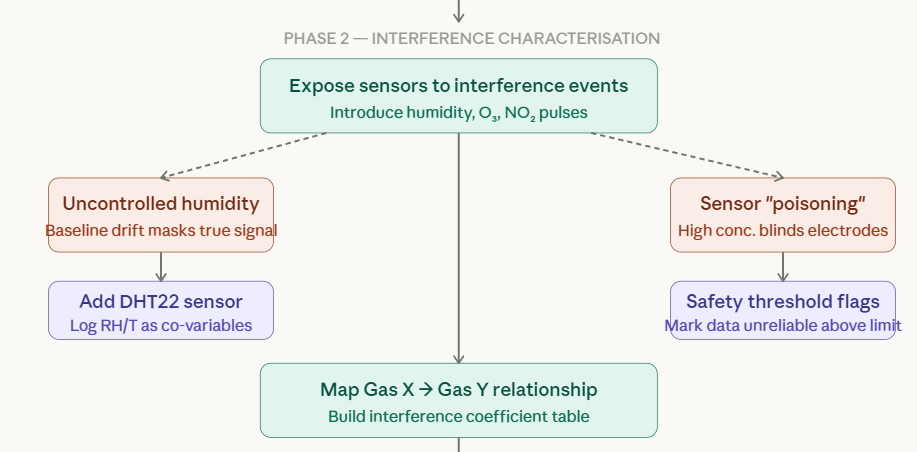 PHASE 2 — INTERFERENCE CHARACTERISATION
Expose sensors to interference events
Introduce humidity, O₃, NO₂ pulses
Uncontrolled humidity
Baseline drift masks true signal
Sensor "poisoning"
High conc. blinds electrodes
Add DHT22 sensor
Log RH/T as co-variables
Safety threshold flags
Mark data unreliable above limit
Map Gas X → Gas Y relationship
Build interference coefficient table